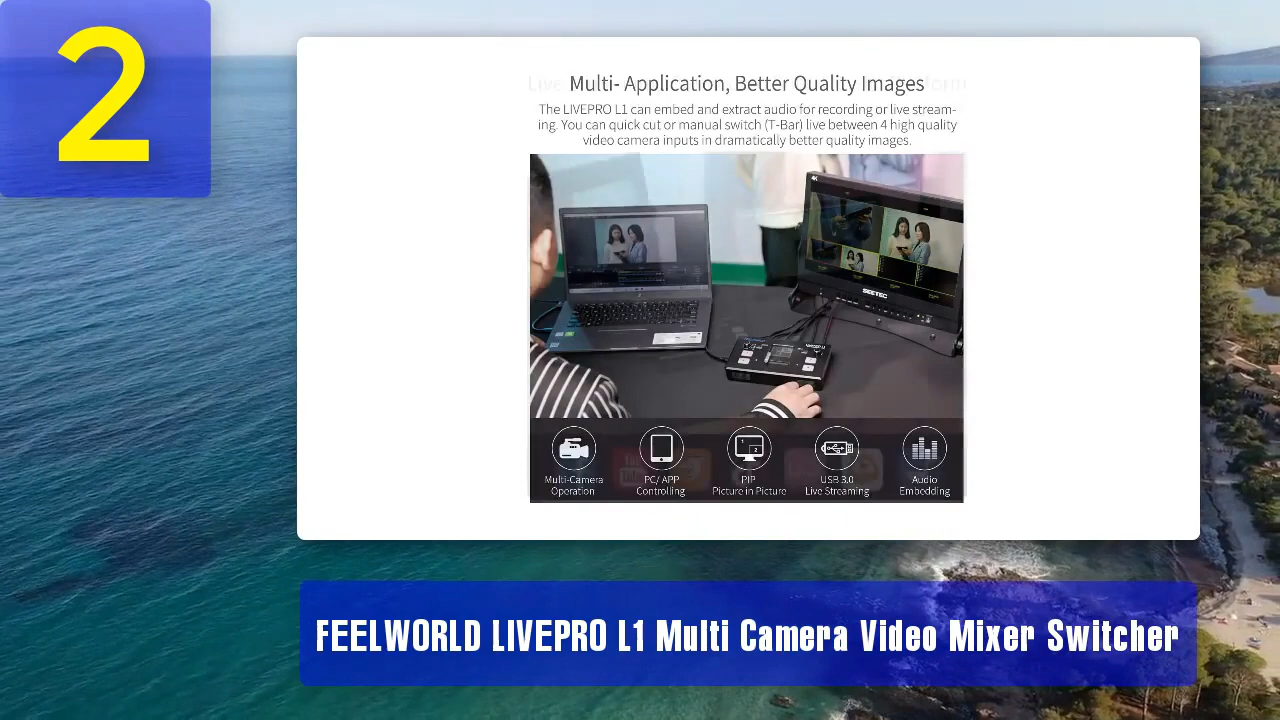 2
Multi- Application, Better Quality Images
The LIVEPRO L1 can embed and extract audio for recording or live stream-
ing. You can quick cut or manual switch (T-Bar) live between 4 high quality
video camera inputs in dramatically better quality images.
4K
SEETEC
Multi-Camera
Operation
PC/ APP
Controlling
PIP
Picture in Picture
USB 3.0
Live Streaming
Audio
Embedding
FEELWORLD LIVEPRO L1 Multi Camera Video Mixer Switcher